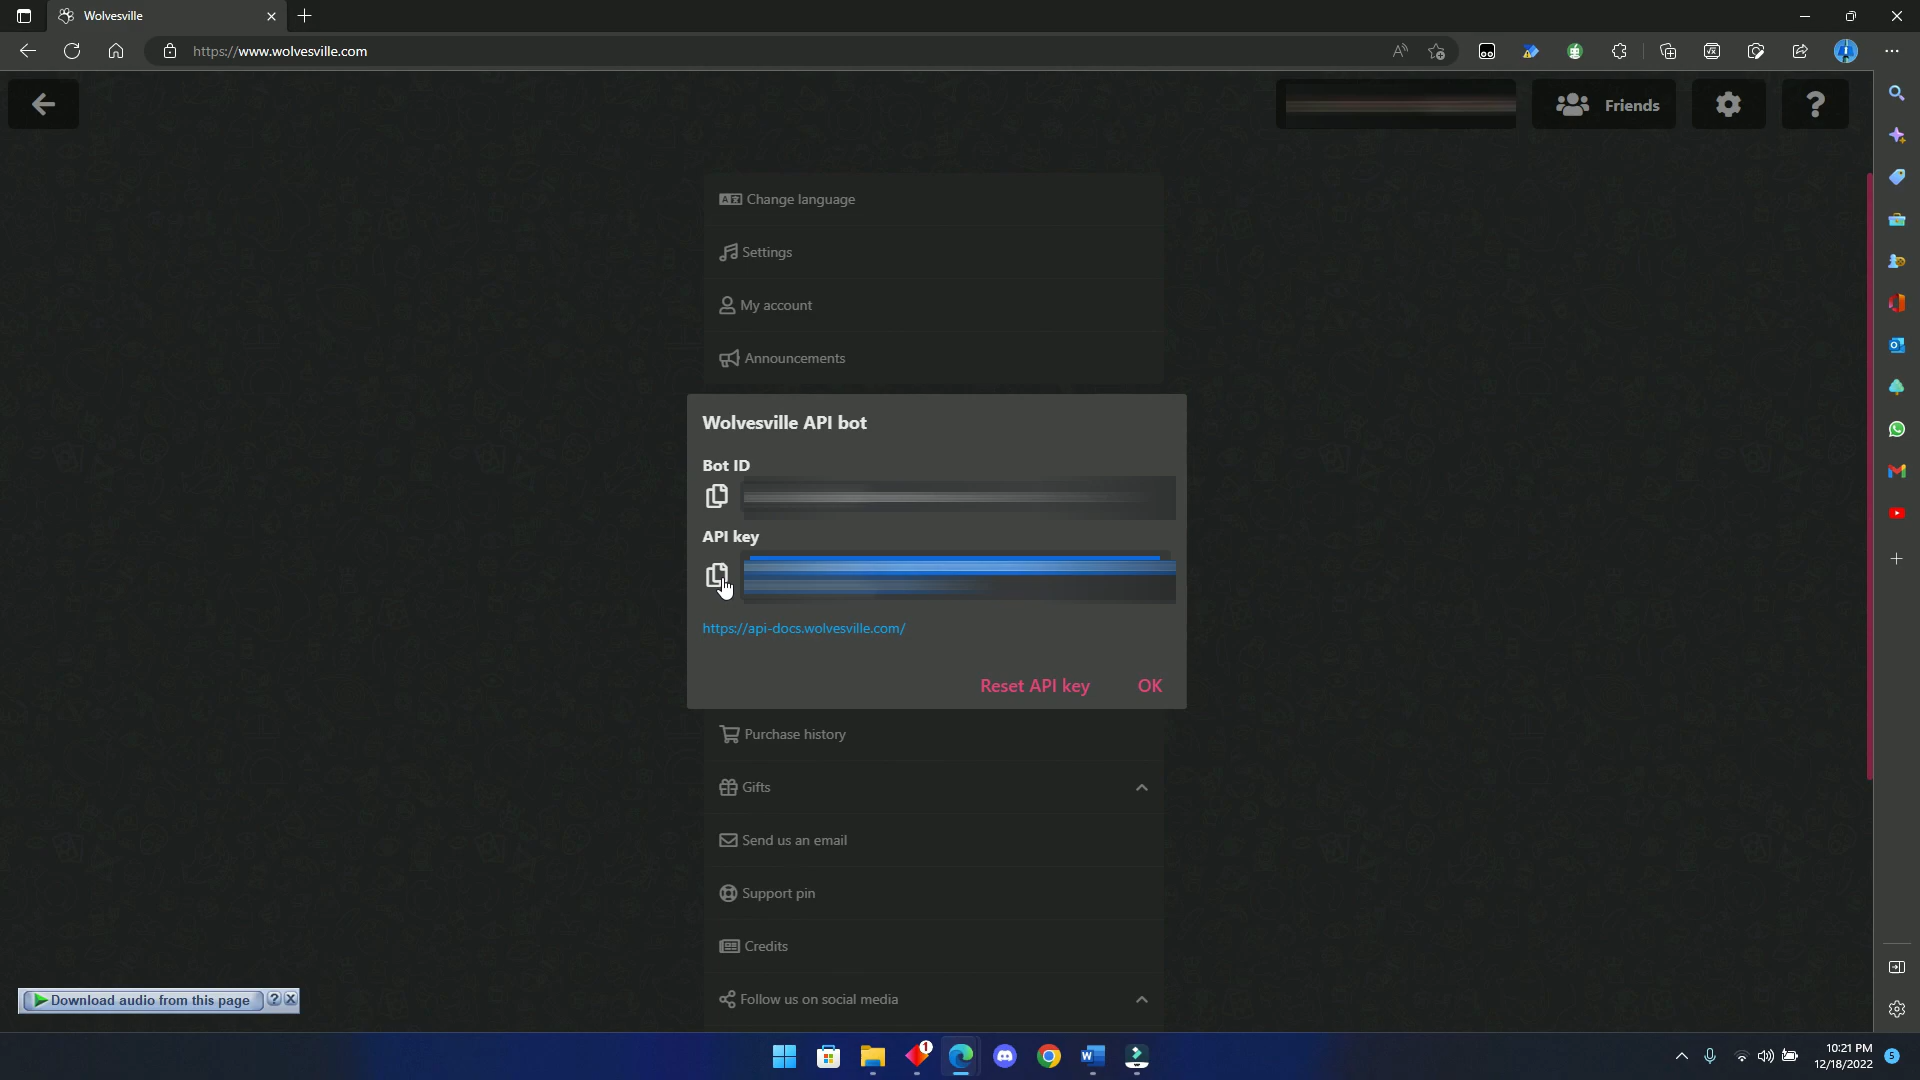 Wolvesville
https://www.wolvesville.com
Friends
?
Change language
Settings
My account
Announcements
Wolvesville API bot
Bot ID
API key
https://api-docs.wolvesville.com/
Reset API key OK
Purchase history
Gifts
Send us an email
Support pin
Credits
Follow us on social media
Download audio from this page
1
10:21 PM
12/18/2022
5